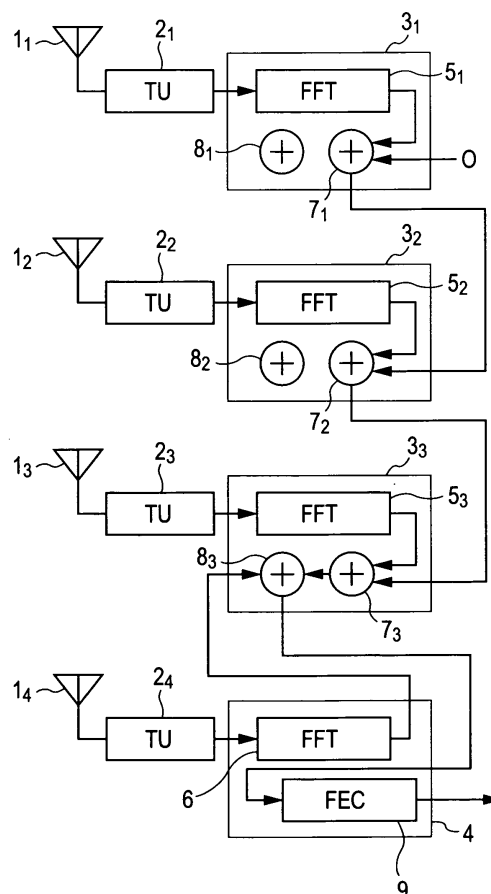 1₁ 2₁ 3₁
TU FFT 5₁
8₁ + + O
7₁
1₂ 2₂ 3₂
TU FFT 5₂
8₂ + +
7₂
1₃ 2₃ 3₃
TU FFT 5₃
8₃ + +
7₃
1₄ 2₄
TU FFT
6 FEC 4
9